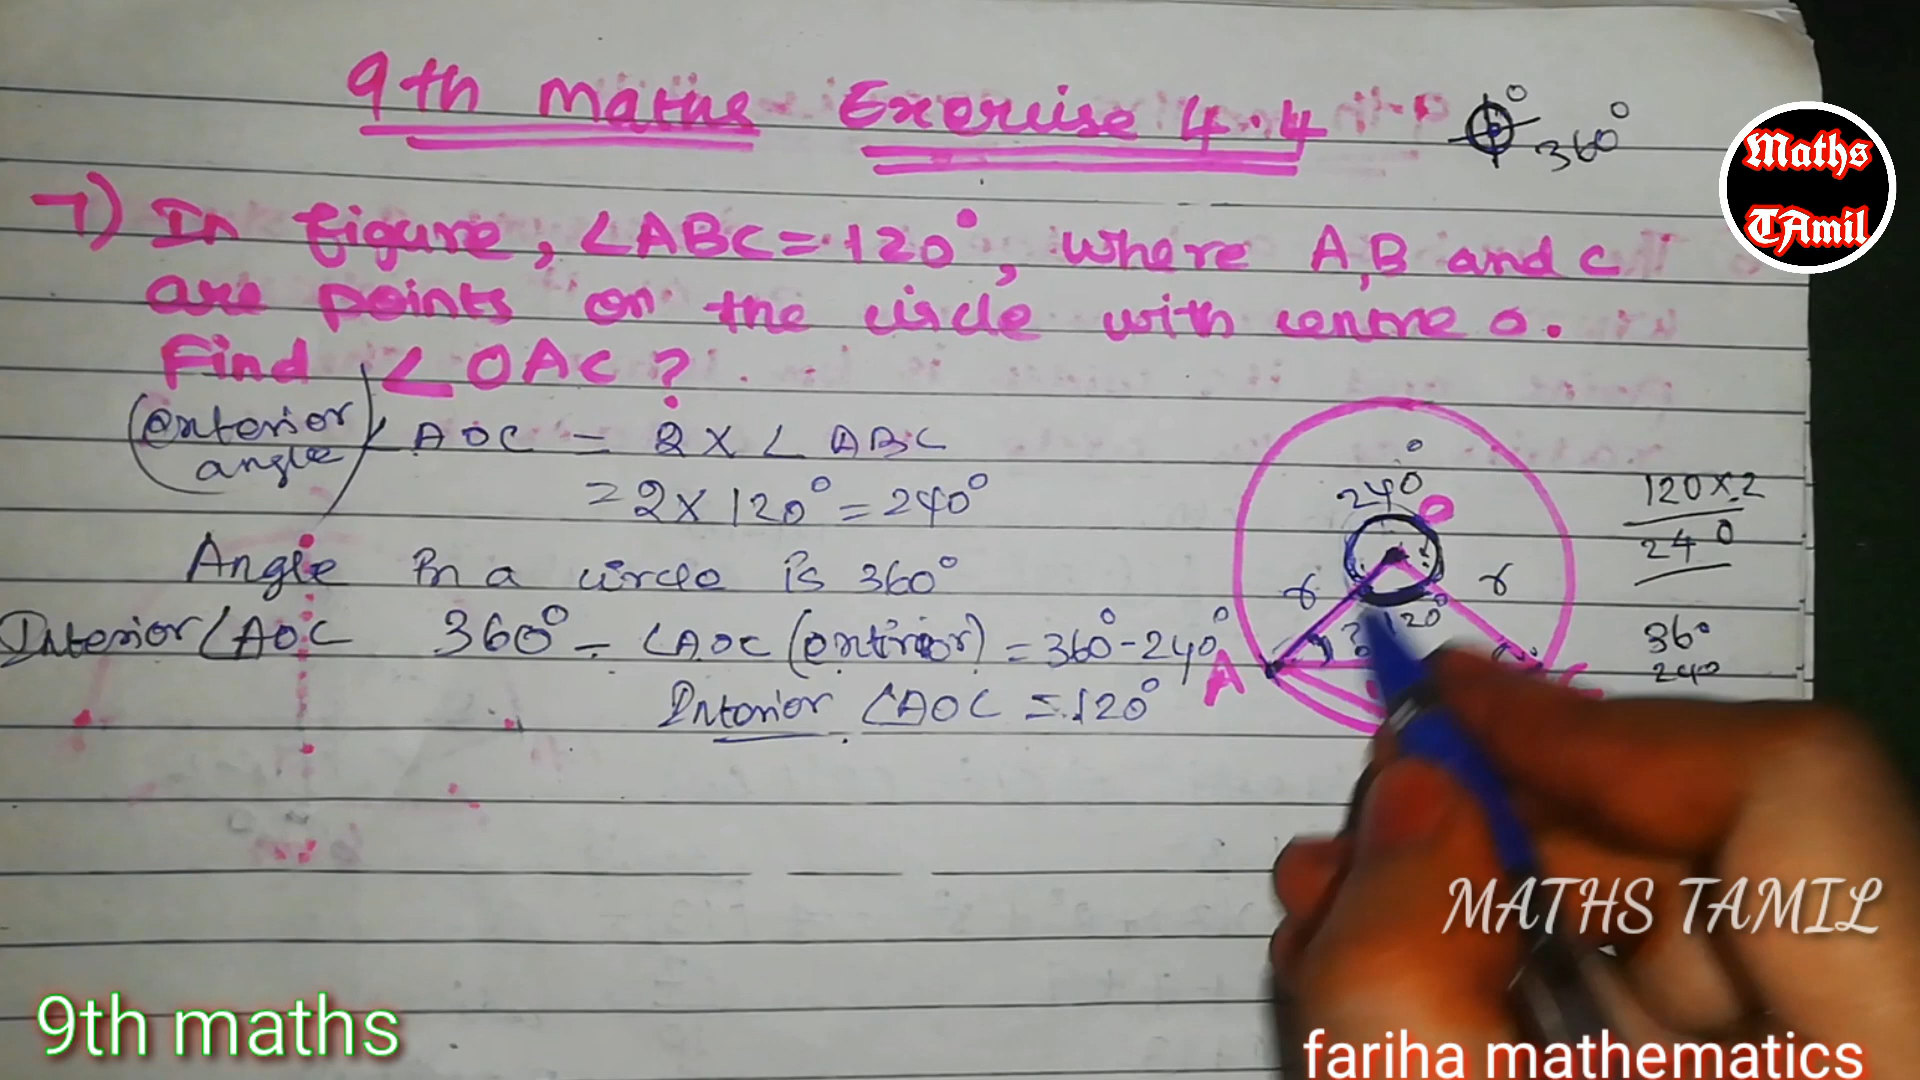 9th maths Exercise 4.4
360°
Maths
TAmil
7) In figure, ∠ABC = 120°, where A,B and C
are points on the circle with centre O.
Find ∠OAC?
(exterior angle) ∠AOC = 2 × ∠ABC
= 2 × 120° = 240°
Angle in a circle is 360°
Interior ∠AOC 360° - ∠AOC (exterior) = 360° - 240°
Interior ∠AOC = 120°
240°
O
r
r
120°
?
A
C
120×2
240
360
240
MATHS TAMIL
9th maths
fariha mathematics